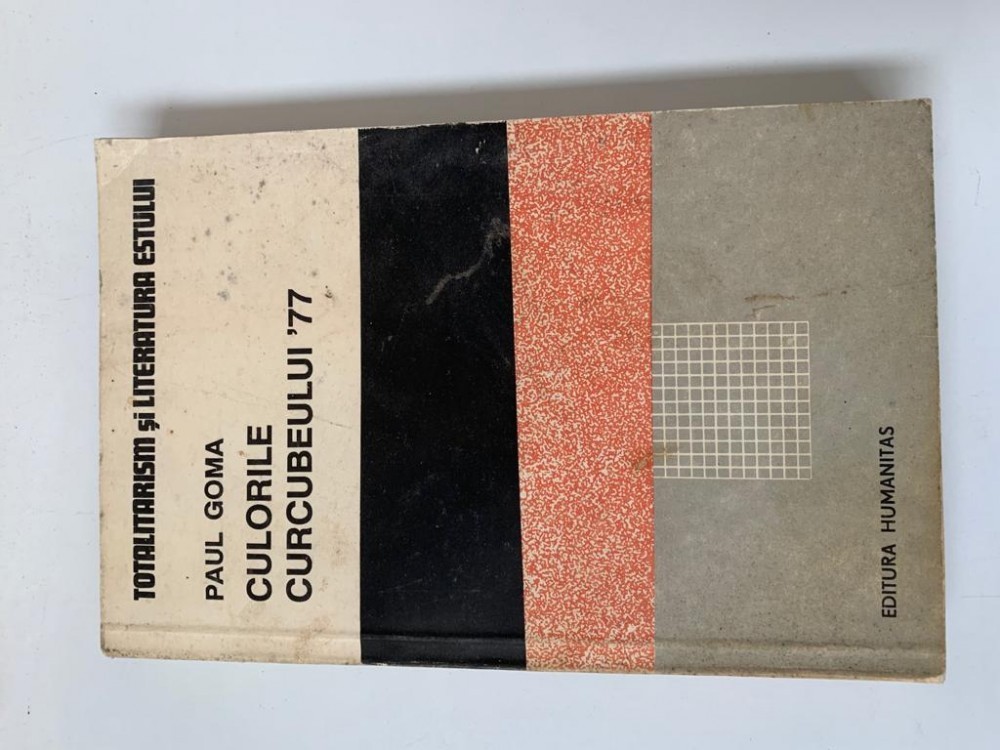 TOTALITARISM și LITERATURA ESTULUI
PAUL GOMA
CULORILE
CURCUBEULUI '77
EDITURA HUMANITAS